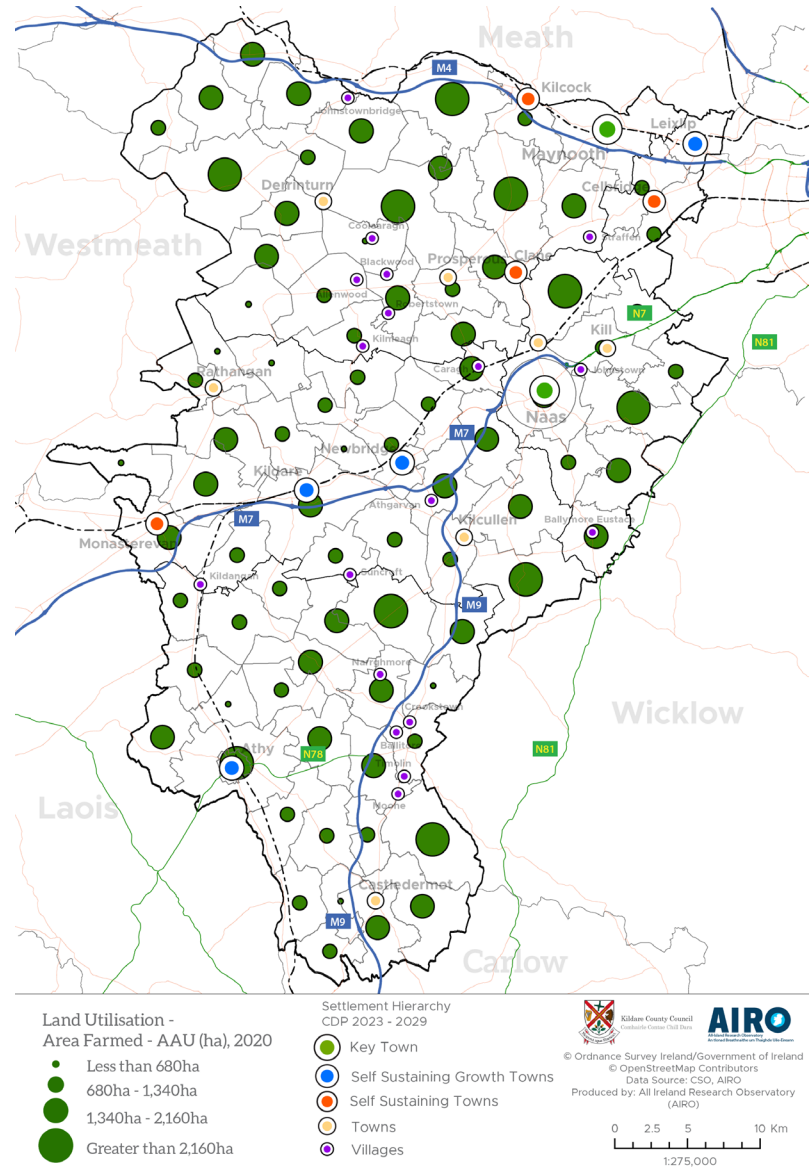 Meath
M4
Kilcock
Johnstownbridge
Leixlip
Maynooth
Derrinturn
Celbridge
Westmeath
Coolearagh
Straffan
Blackwood
Prosperous
Clane
Allenwood
Robertstown
N7
Kill
Kilmeagh
N81
Rathangan
Caragh
Johnstown
Naas
M7
Newbridge
Kildare
Athgarvan
M7
Kilcullen
Ballymore Eustace
Monasterevan
Kildangan
Suncroft
M9
Narraghmore
Wicklow
Crookstown
Ballitore
Athy
N78
N81
Timolin
Laois
Moone
Castledermot
M9
Carlow
Land Utilisation -
Area Farmed - AAU (ha), 2020
Less than 680ha
680ha - 1,340ha
1,340ha - 2,160ha
Greater than 2,160ha
Settlement Hierarchy
CDP 2023 - 2029
Key Town
Self Sustaining Growth Towns
Self Sustaining Towns
Towns
Villages
Kildare County Council
Comhairle Contae Chill Dara
AIRO
All-Island Research Observatory
© Ordnance Survey Ireland/Government of Ireland
© OpenStreetMap Contributors
Data Source: CSO, AIRO
Produced by: All Ireland Research Observatory
(AIRO)
0 2.5 5 10 Km
1:275,000